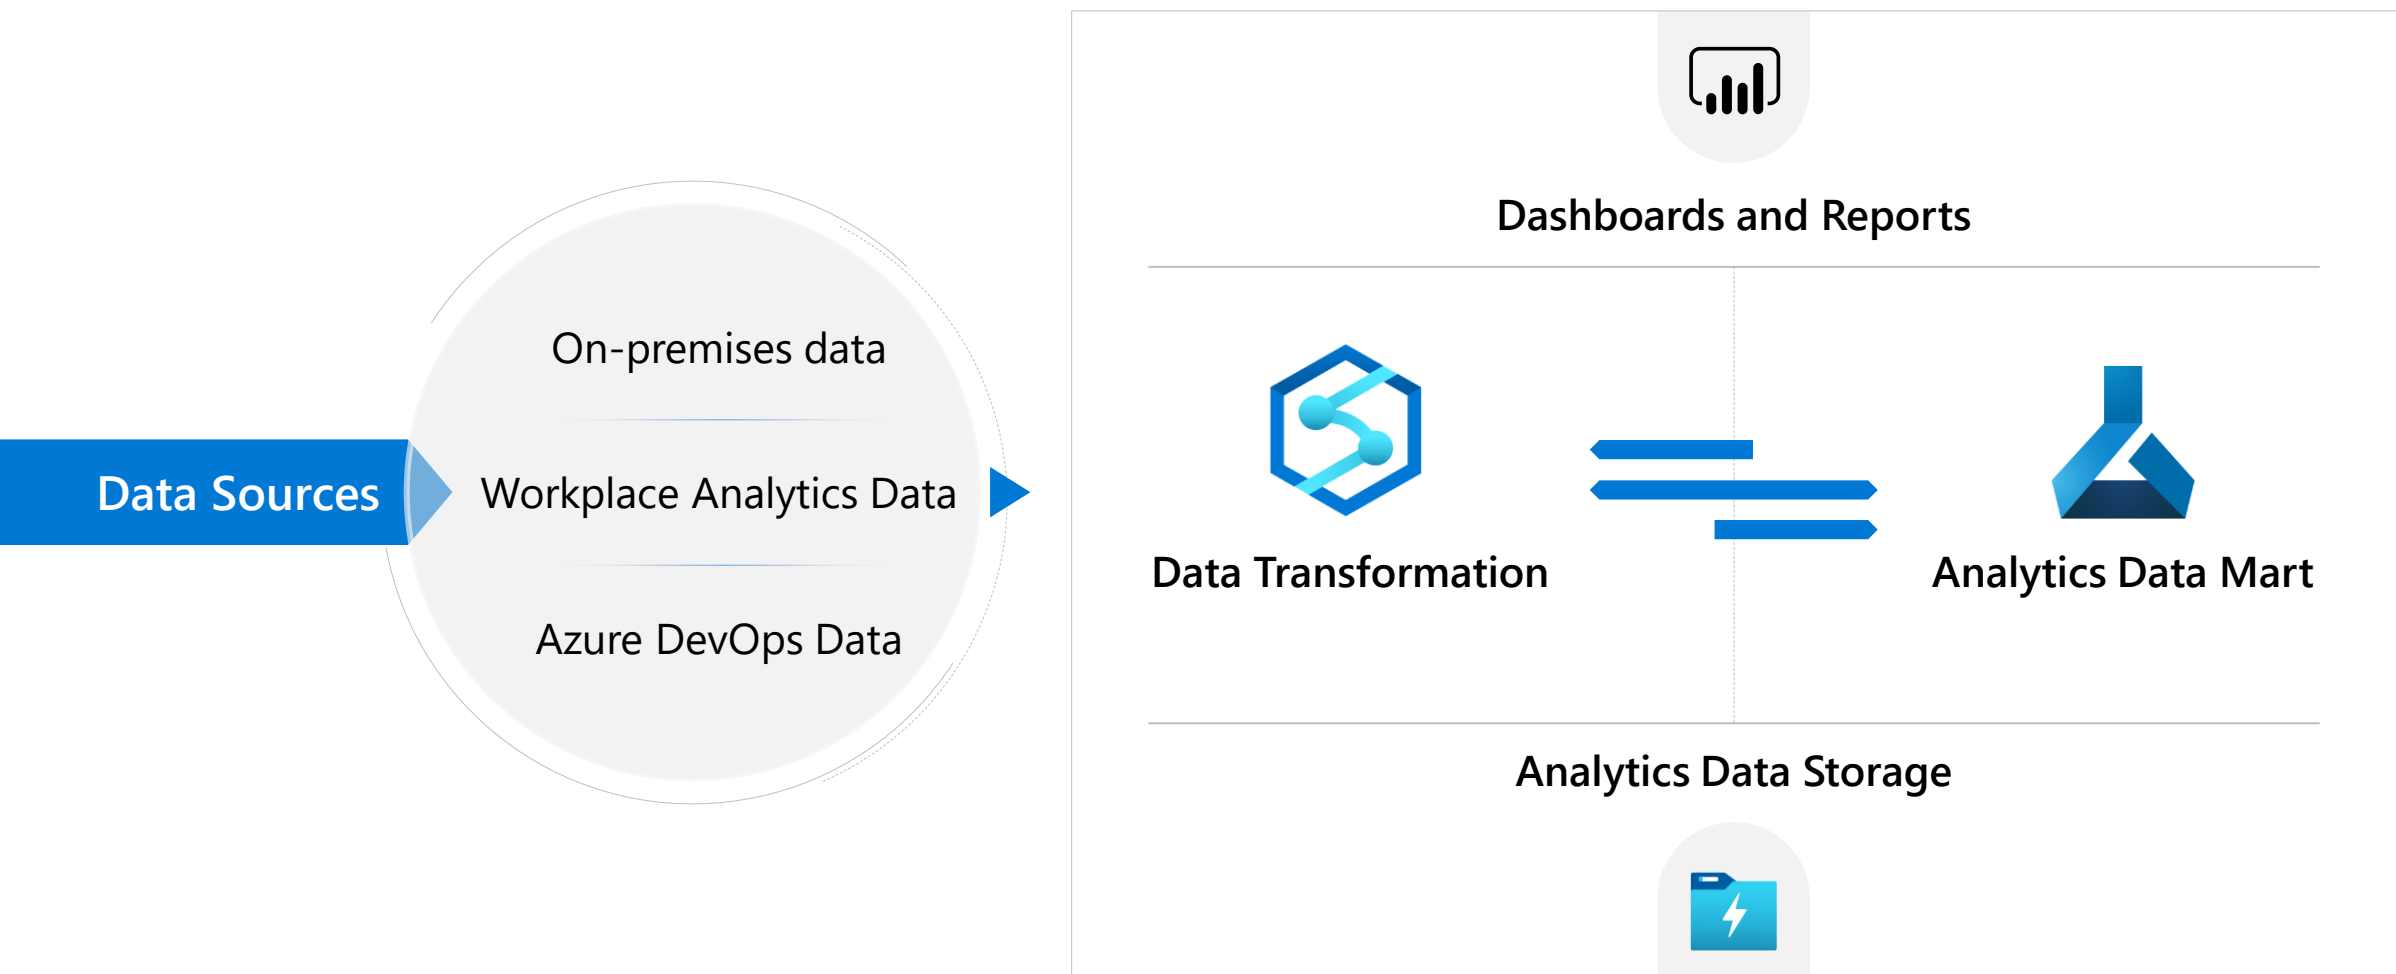 Data Sources
On-premises data
Workplace Analytics Data
Azure DevOps Data
Dashboards and Reports
Data Transformation
Analytics Data Mart
Analytics Data Storage